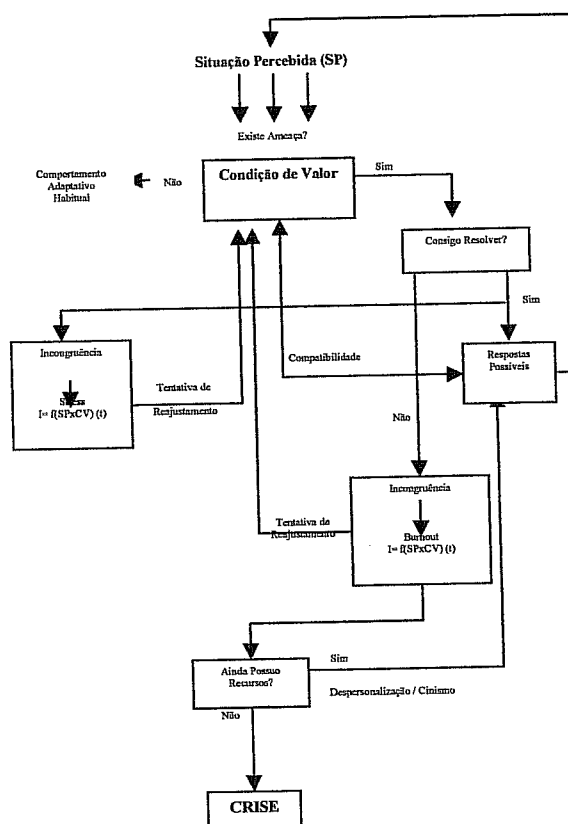 Situação Percebida (SP)
Existe Ameaça?
Condição de Valor
Sim
Não
Comportamento
Adaptativo
Habitual
Consigo Resolver?
Sim
Incongruência
I= f(SPxCV) (t)
Tentativa de
Reajustamento
Compatibilidade
Respostas
Possíveis
Não
Incongruência
Burnout
I= f(SPxCV) (t)
Tentativa de
Reajustamento
Ainda Possuo
Recursos?
Sim
Despersonalização / Cinismo
Não
CRISE